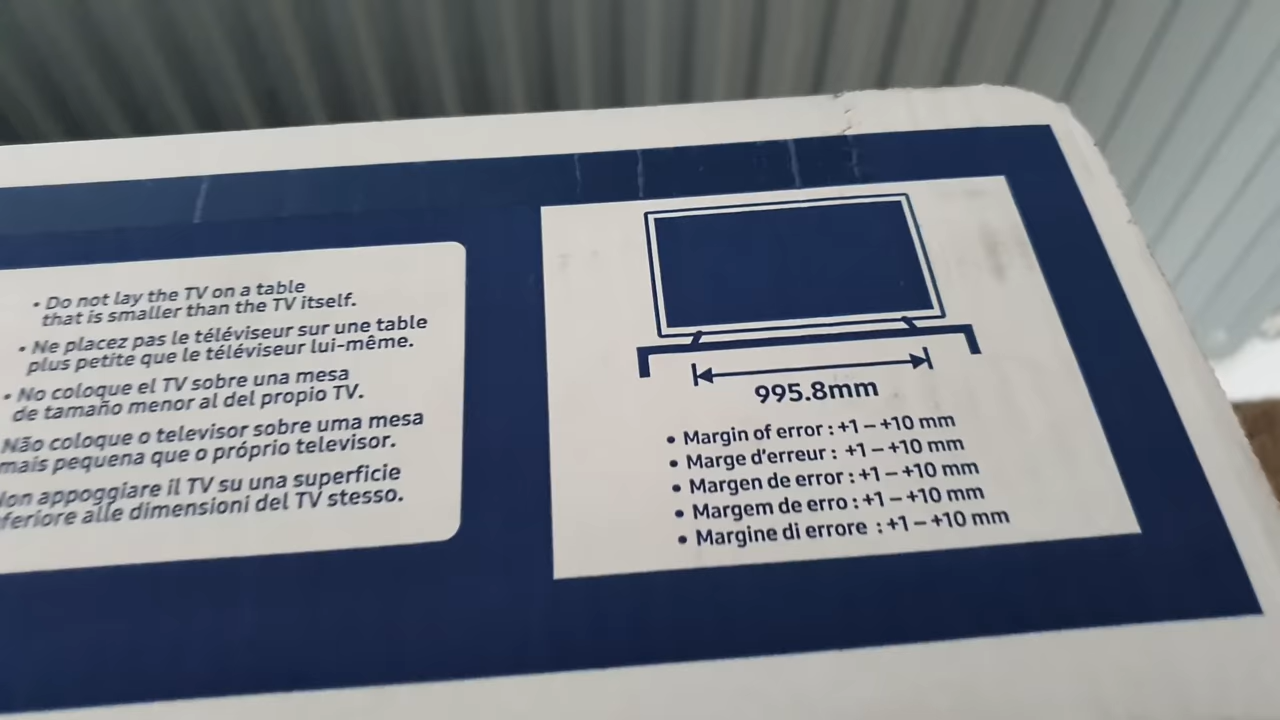 • Do not lay the TV on a table
that is smaller than the TV itself.
• Ne placez pas le téléviseur sur une table
plus petite que le téléviseur lui-même.
• No coloque el TV sobre una mesa
de tamaño menor al del propio TV.
Não coloque o televisor sobre uma mesa
mais pequena que o próprio televisor.
appoggiare il TV su una superficie
alle dimensioni del TV stesso.
995.8mm
• Margin of error : +1 – +10 mm
• Marge d'erreur : +1 – +10 mm
• Margen de error : +1 – +10 mm
• Margem de erro : +1 – +10 mm
• Margine di errore : +1 – +10 mm